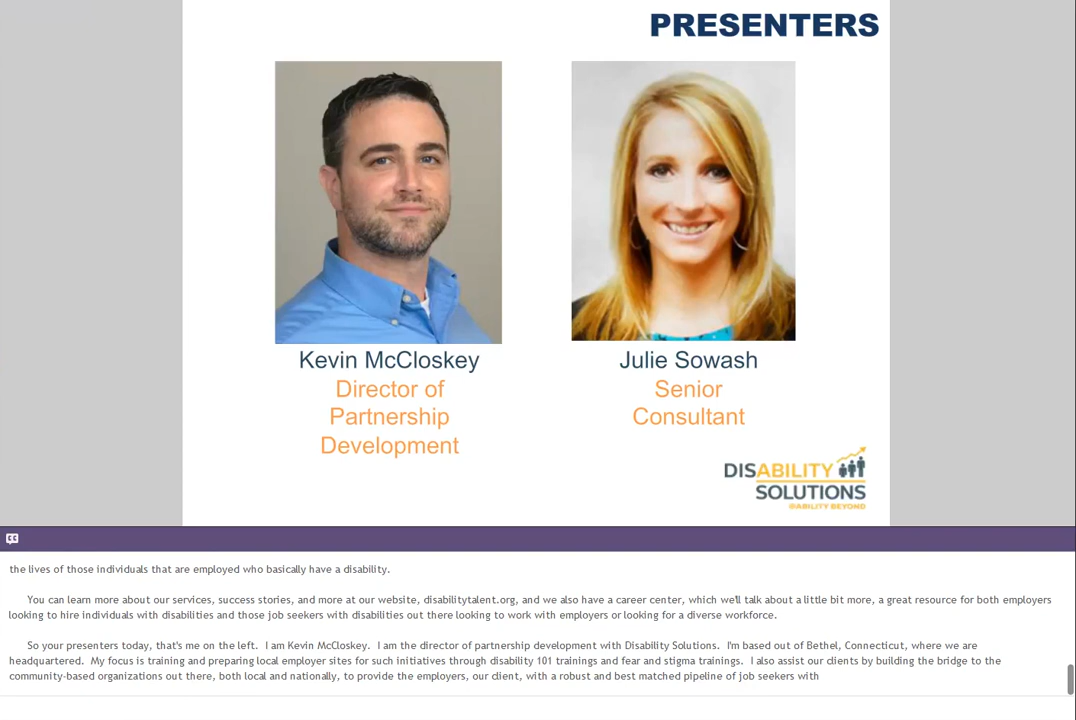 PRESENTERS
Kevin McCloskey
Director of
Partnership
Development
Julie Sowash
Senior
Consultant
DISABILITY
SOLUTIONS
@ABILITY BEYOND
CC
the lives of those individuals that are employed who basically have a disability.
You can learn more about our services, success stories, and more at our website, disabilitytalent.org, and we also have a career center, which we'll talk about a little bit more, a great resource for both employers
looking to hire individuals with disabilities and those job seekers with disabilities out there looking to work with employers or looking for a diverse workforce.
So your presenters today, that's me on the left. I am Kevin McCloskey. I am the director of partnership development with Disability Solutions. I'm based out of Bethel, Connecticut, where we are
headquartered. My focus is training and preparing local employer sites for such initiatives through disability 101 trainings and fear and stigma trainings. I also assist our clients by building the bridge to the
community-based organizations out there, both local and nationally, to provide the employers, our client, with a robust and best matched pipeline of job seekers with